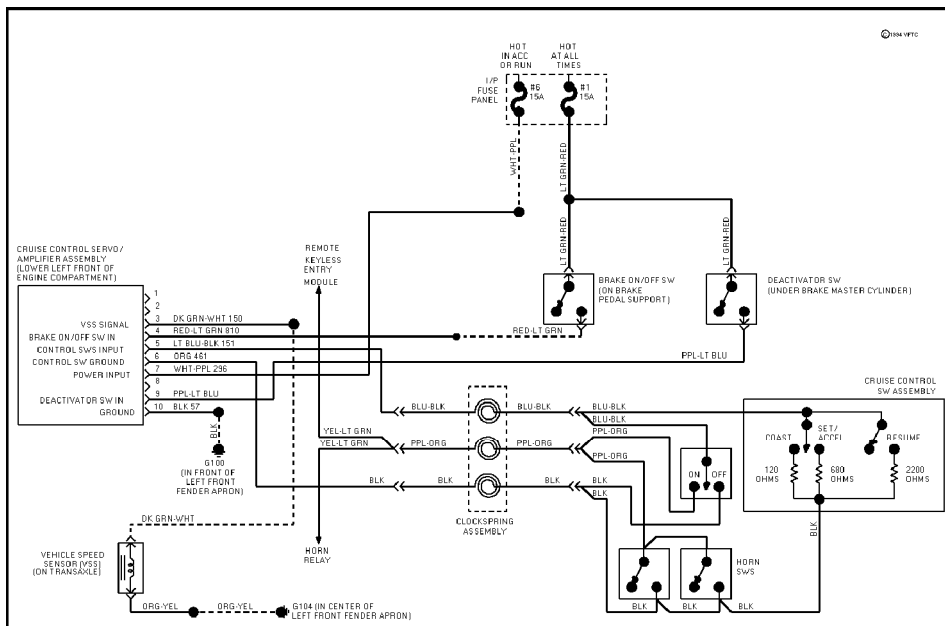 © 1994 MFTC
HOT
IN ACC
OR RUN
HOT
AT ALL
TIMES
I/P
FUSE
PANEL
#6
15A
#1
15A
WHT-PPL
LT GRN-RED
LT GRN-RED
LT GRN-RED
CRUISE CONTROL SERVO/
AMPLIFIER ASSEMBLY
(LOWER LEFT FRONT OF
ENGINE COMPARTMENT)
REMOTE
KEYLESS
ENTRY
MODULE
BRAKE ON/OFF SW
(ON BRAKE
PEDAL SUPPORT)
DEACTIVATOR SW
(UNDER BRAKE MASTER CYLINDER)
1
2
VSS SIGNAL 3 DK GRN-WHT 150
BRAKE ON/OFF SW IN 4 RED-LT GRN 810
CONTROL SWS INPUT 5 LT BLU-BLK 151
CONTROL SW GROUND 6 ORG 461
POWER INPUT 7 WHT-PPL 296
8
DEACTIVATOR SW IN 9 PPL-LT BLU
GROUND 10 BLK 57
RED-LT GRN
PPL-LT BLU
BLK
G100
(IN FRONT OF
LEFT FRONT
FENDER APRON)
CRUISE CONTROL
SW ASSEMBLY
BLU-BLK
BLU-BLK
BLU-BLK
BLU-BLK
YEL-LT GRN
YEL-LT GRN
PPL-ORG
PPL-ORG
PPL-ORG
PPL-ORG
BLK
BLK
BLK
BLK
BLK
ON
OFF
COAST
SET/
ACCEL
RESUME
120
OHMS
680
OHMS
2200
OHMS
BLK
CLOCKSPRING
ASSEMBLY
DK GRN-WHT
HORN
RELAY
VEHICLE SPEED
SENSOR (VSS)
(ON TRANSAXLE)
HORN
SWS
ORG-YEL
ORG-YEL
G104 (IN CENTER OF
LEFT FRONT FENDER APRON)
BLK
BLK
BLK